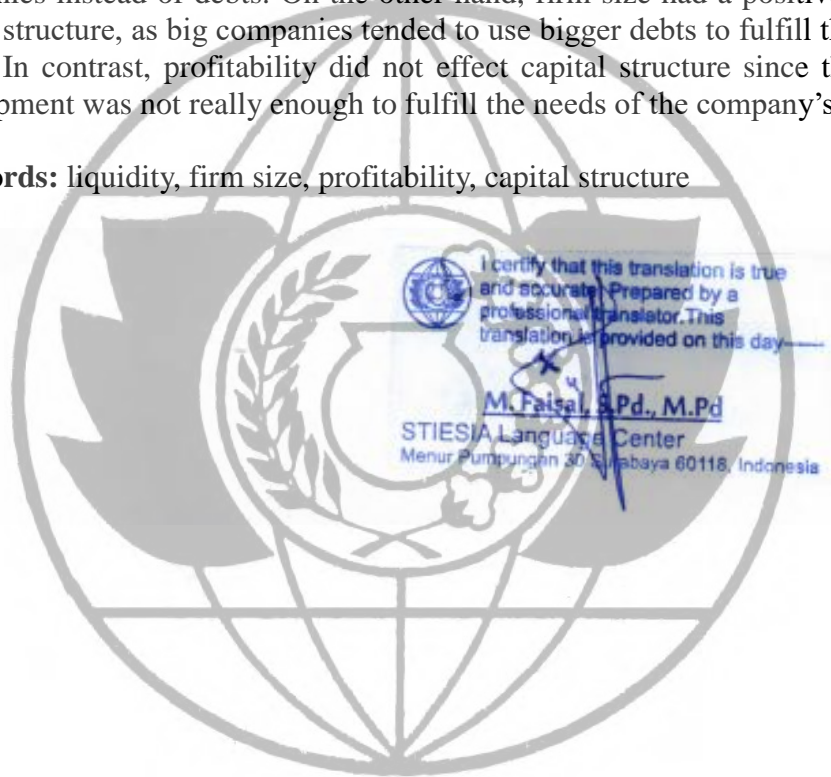 instead of debts. On the other hand, firm size had a positiv
structure, as big companies tended to use bigger debts to fulfill th
In contrast, profitability did not effect capital structure since th
pment was not really enough to fulfill the needs of the company's
ords: liquidity, firm size, profitability, capital structure
I certify that this translation is true
and accurate. Prepared by a
professional translator. This
translation is provided on this day
M. Faisal, S.Pd., M.Pd
STIESIA Language Center
Menur Pumpungan 30 Surabaya 60118, Indonesia